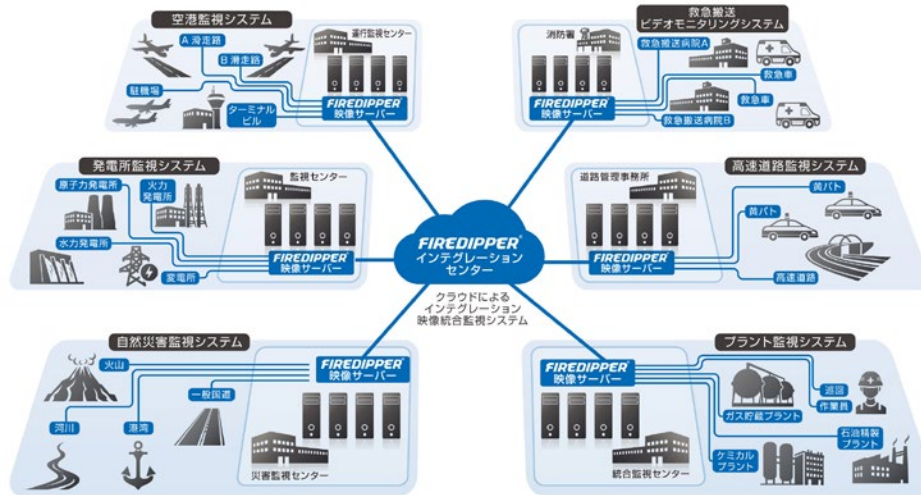 空港監視システム
A 滑走路
B 滑走路
駐機場
ターミナル
ビル
運行監視センター
FIREDIPPER®
映像サーバー
救急搬送
ビデオモニタリングシステム
消防署
救急搬送病院A
救急車
救急車
救急搬送病院B
FIREDIPPER®
映像サーバー
発電所監視システム
原子力発電所
火力
発電所
水力発電所
変電所
監視センター
FIREDIPPER®
映像サーバー
高速道路監視システム
道路管理事務所
黄パト
黄パト
高速道路
FIREDIPPER®
映像サーバー
FIREDIPPER®
インテグレーション
センター
クラウドによる
インテグレーション
映像統合監視システム
自然災害監視システム
火山
一般国道
河川
港湾
FIREDIPPER®
映像サーバー
災害監視センター
プラント監視システム
FIREDIPPER®
映像サーバー
巡回
作業員
ガス貯蔵プラント
石油精製
プラント
ケミカル
プラント
統合監視センター